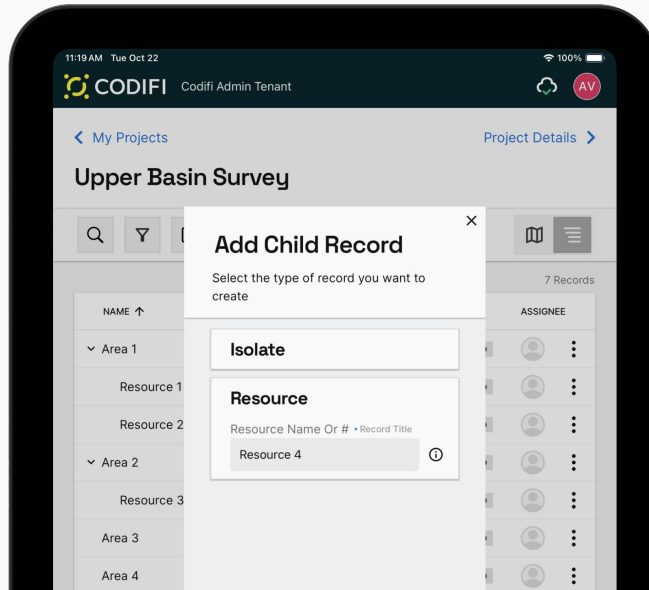 11:19 AM Tue Oct 22
100%
CODIFI Codifi Admin Tenant
AV
My Projects
Project Details
Upper Basin Survey
Add Child Record
Select the type of record you want to
create
7 Records
NAME
ASSIGNEE
Area 1
Isolate
Resource 1
Resource
Resource 2
Resource Name Or # • Record Title
Resource 4
Area 2
Resource 3
Area 3
Area 4